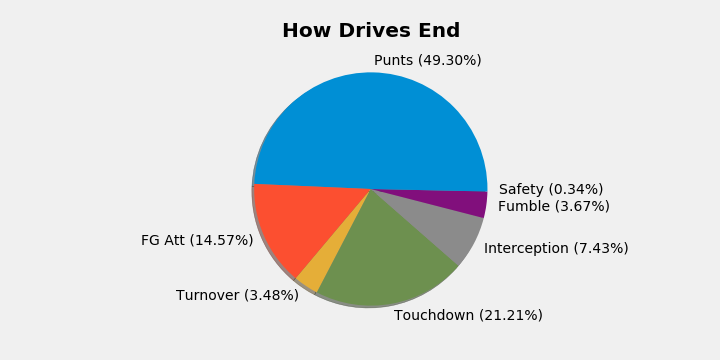 How Drives End
Punts (49.30%)
Safety (0.34%)
Fumble (3.67%)
FG Att (14.57%)
Interception (7.43%)
Turnover (3.48%)
Touchdown (21.21%)